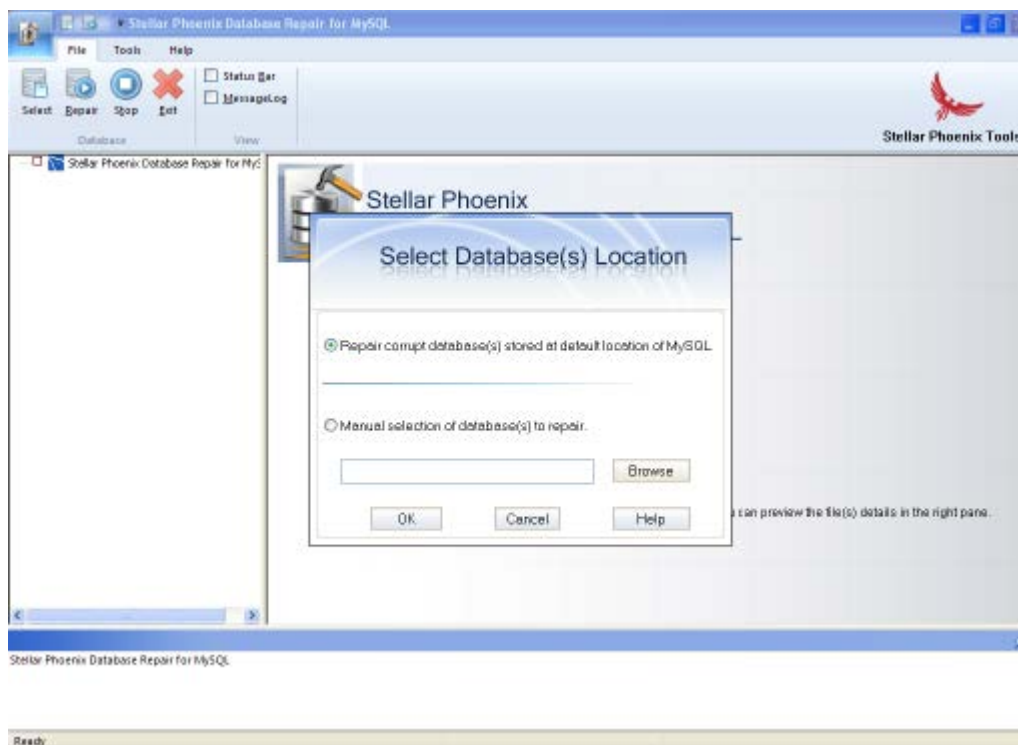 Stellar Phoenix Database Repair for MySQL
File Tools Help
Select Repair Stop Exit
Status Bar
MessageLog
Database View
Stellar Phoenix Tools
Stellar Phoenix Database Repair for MyS
Stellar Phoenix
Select Database(s) Location
Repair corrupt database(s) stored at default location of MySQL
Manual selection of database(s) to repair.
Browse
OK Cancel Help
can preview the file(s) details in the right pane.
Stellar Phoenix Database Repair for MySQL
Ready